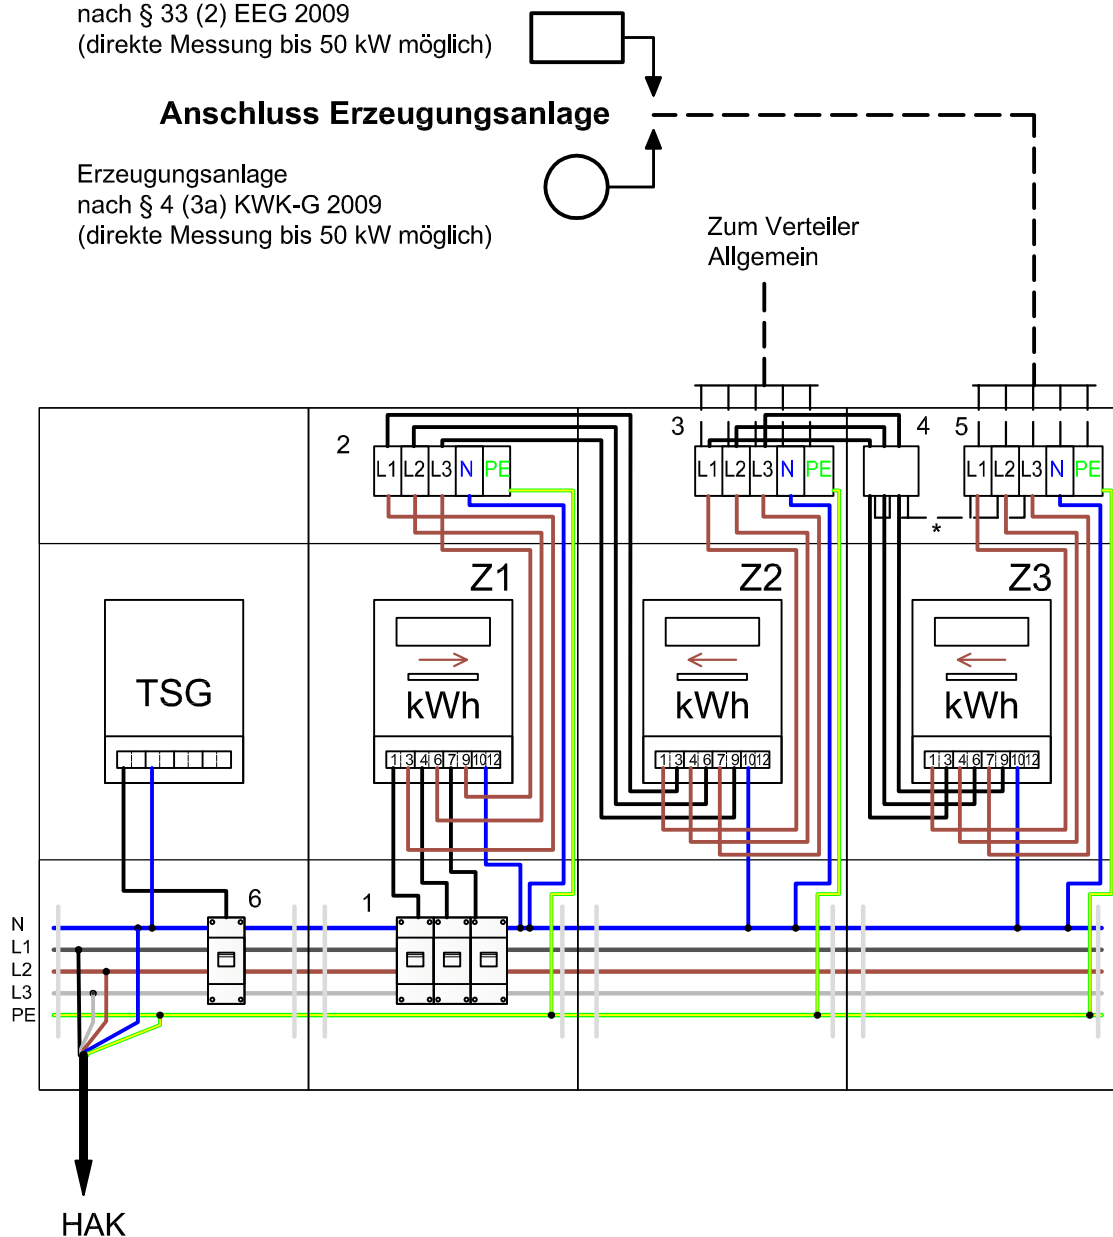 nach § 33 (2) EEG 2009
(direkte Messung bis 50 kW möglich)
Anschluss Erzeugungsanlage
Erzeugungsanlage
nach § 4 (3a) KWK-G 2009
(direkte Messung bis 50 kW möglich)
Zum Verteiler
Allgemein
2 3 4 5
L1 L2 L3 N PE L1 L2 L3 N PE L1 L2 L3 N PE
*
Z1 Z2 Z3
TSG kWh kWh kWh
1 3 4 6 7 9 10 12 1 3 4 6 7 9 10 12 1 3 4 6 7 9 10 12
6 1
N
L1
L2
L3
PE
HAK